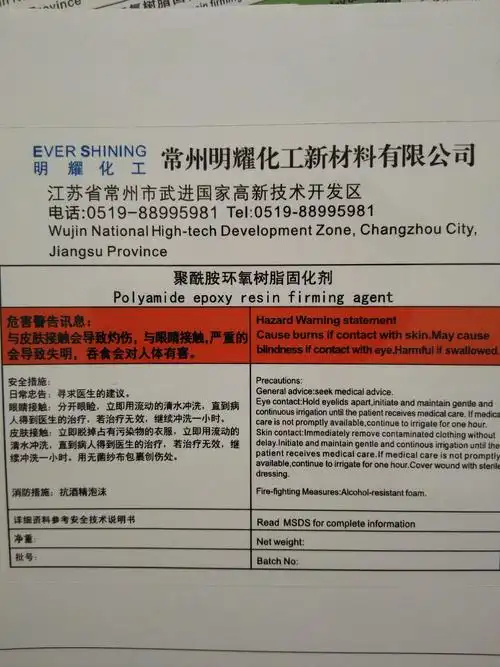 Province
氧树脂固
n firming
EVER SHINING
明 耀 化 工
常州明耀化工新材料有限公司
江苏省常州市武进国家高新技术开发区
电话:0519-88995981 Tel:0519-88995981
Wujin National High-tech Development Zone, Changzhou City,
Jiangsu Province
聚酰胺环氧树脂固化剂
Polyamide epoxy resin firming agent
危害警告讯息：
与皮肤接触会导致灼伤，与眼睛接触,严重的
会导致失明，吞食会对人体有害。
Hazard Warning statement
Cause burns if contact with skin.May cause
blindness if contact with eye.Harmful if swallowed.
安全措施：
日常忠告：寻求医生的建议。
眼睛接触：分开眼睑，立即用流动的清水冲洗，直到病
人得到医生的治疗，若治疗无效，继续冲洗一小时。
皮肤接触：立即脱掉占有污染物的衣服，立即用流动的
清水冲洗，直到病人得到医生的治疗，若治疗无效，继
续冲洗一小时。用无菌纱布包裹创伤处。
消防措施：抗酒精泡沫
Precautions:
General advice:seek medical advice.
Eye contact:Hold eyelids apart,initiate and maintain gentle and
continuous irrigation until the patient receives medical care. If medica
care is not promptly available,continue to irrigate for one hour.
Skin contact:Immediately remove contaminated clothing without
delay.Initiate and maintain gentle and continous irrigation until the
patient receives medical care.If medical care is not promptly
available,continue to irrigate for one hour.Cover wound with sterile
dressing.
Fire-fighting Measures:Alcohol-resistant foam.
详细资料参考安全技术说明书
Read MSDS for complete information
净重：
Net weight:
批号：
Batch No: